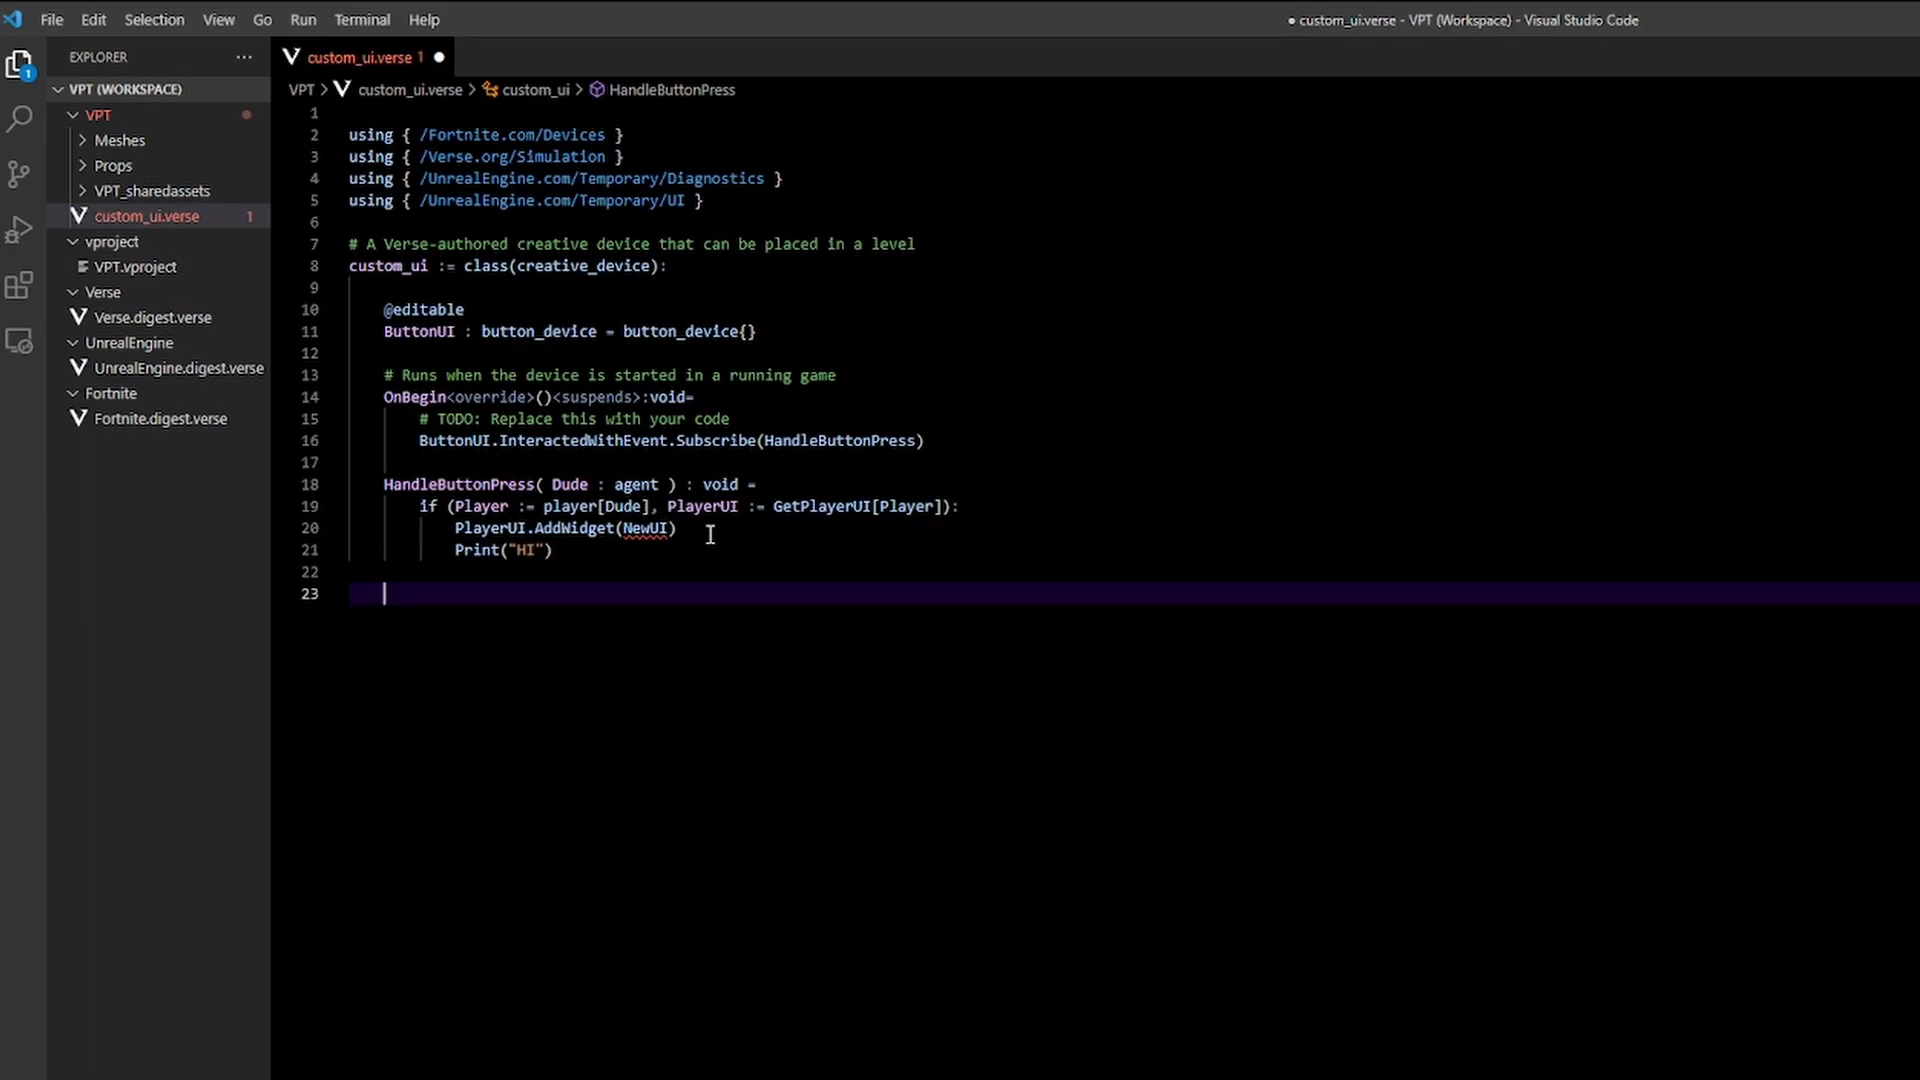 File Edit Selection View Go Run Terminal Help
● custom_ui.verse - VPT (Workspace) - Visual Studio Code
1
EXPLORER ···
VPT (WORKSPACE)
VPT
Meshes
Props
VPT_sharedassets
custom_ui.verse 1
vproject
VPT.vproject
Verse
Verse.digest.verse
UnrealEngine
UnrealEngine.digest.verse
Fortnite
Fortnite.digest.verse
custom_ui.verse 1 ●
VPT > custom_ui.verse > custom_ui > HandleButtonPress
1
2 using { /Fortnite.com/Devices }
3 using { /Verse.org/Simulation }
4 using { /UnrealEngine.com/Temporary/Diagnostics }
5 using { /UnrealEngine.com/Temporary/UI }
6
7 # A Verse-authored creative device that can be placed in a level
8 custom_ui := class(creative_device):
9
10 @editable
11 ButtonUI : button_device = button_device{}
12
13 # Runs when the device is started in a running game
14 OnBegin<override>()<suspends>:void=
15 # TODO: Replace this with your code
16 ButtonUI.InteractedWithEvent.Subscribe(HandleButtonPress)
17
18 HandleButtonPress( Dude : agent ) : void =
19 if (Player := player[Dude], PlayerUI := GetPlayerUI[Player]):
20 PlayerUI.AddWidget(NewUI)
21 Print("HI")
22
23